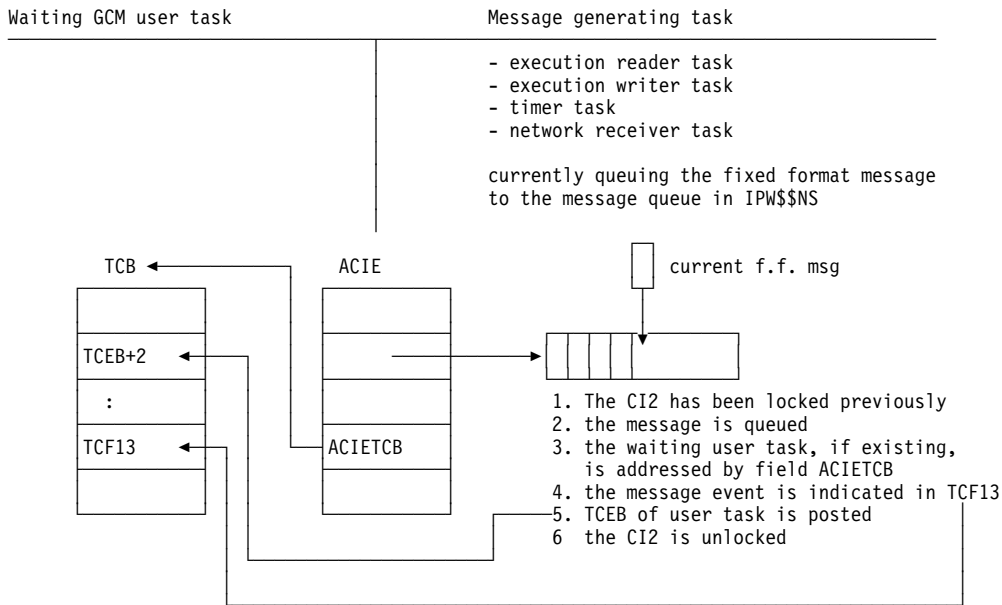 Waiting GCM user task
Message generating task
- execution reader task
- execution writer task
- timer task
- network receiver task
currently queuing the fixed format message
to the message queue in IPW$$NS
TCB
ACIE
current f.f. msg
TCEB+2
:
TCF13
ACIETCB
1. The CI2 has been locked previously
2. the message is queued
3. the waiting user task, if existing,
is addressed by field ACIETCB
4. the message event is indicated in TCF13
5. TCEB of user task is posted
6 the CI2 is unlocked